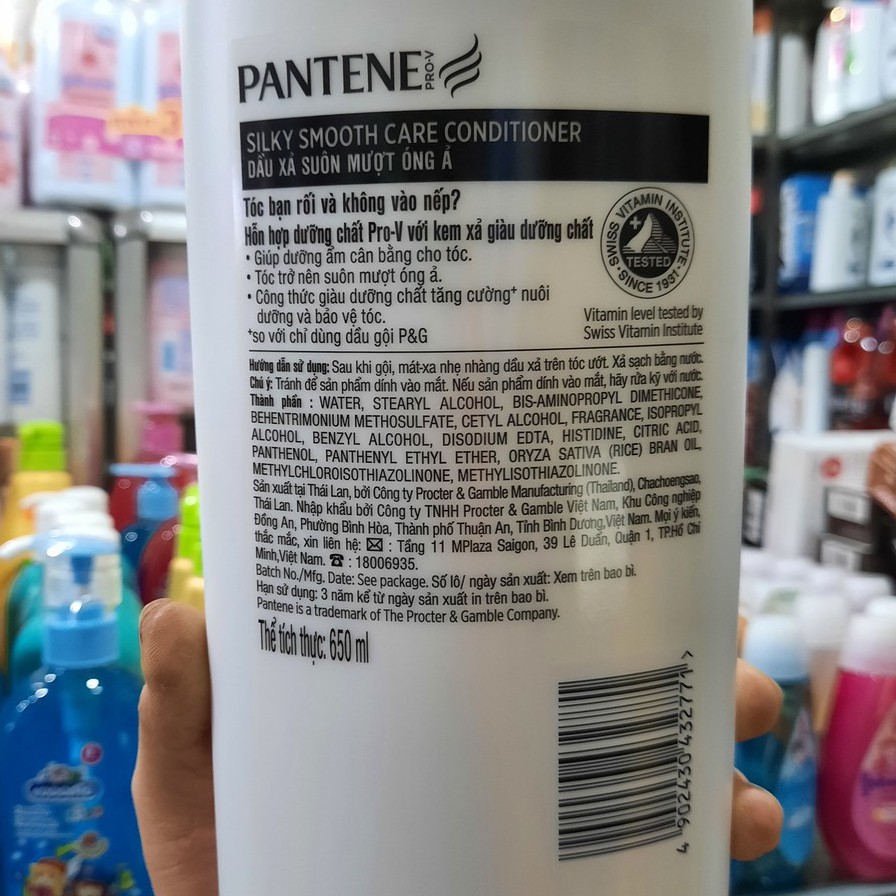 PANTENE
PRO-V
SILKY SMOOTH CARE CONDITIONER
DẦU XẢ SUÔN MƯỢT ÓNG Ả
Tóc bạn rối và không vào nếp?
Hỗn hợp dưỡng chất Pro-V với kem xả giàu dưỡng chất
• Giúp dưỡng ẩm cân bằng cho tóc.
• Tóc trở nên suôn mượt óng ả.
• Công thức giàu dưỡng chất tăng cường+ nuôi
dưỡng và bảo vệ tóc.
+so với chỉ dùng dầu gội P&G
SWISS VITAMIN INSTITUTE
TESTED
• SINCE 1931 •
Vitamin level tested by
Swiss Vitamin Institute
Hướng dẫn sử dụng: Sau khi gội, mát-xa nhẹ nhàng dầu xả trên tóc ướt. Xả sạch bằng nước.
Chú ý: Tránh để sản phẩm dính vào mắt. Nếu sản phẩm dính vào mắt, hãy rửa kỹ với nước.
Thành phần : WATER, STEARYL ALCOHOL, BIS-AMINOPROPYL DIMETHICONE,
BEHENTRIMONIUM METHOSULFATE, CETYL ALCOHOL, FRAGRANCE, ISOPROPYL
ALCOHOL, BENZYL ALCOHOL, DISODIUM EDTA, HISTIDINE, CITRIC ACID,
PANTHENOL, PANTHENYL ETHYL ETHER, ORYZA SATIVA (RICE) BRAN OIL,
METHYLCHLOROISOTHIAZOLINONE, METHYLISOTHIAZOLINONE.
Sản xuất tại Thái Lan, bởi Công ty Procter & Gamble Manufacturing (Thailand), Chachoengsao,
Thái Lan. Nhập khẩu bởi Công ty TNHH Procter & Gamble Việt Nam, Khu Công nghiệp
Đồng An, Phường Bình Hòa, Thành phố Thuận An, Tỉnh Bình Dương,Việt Nam. Mọi ý kiến,
thắc mắc, xin liên hệ: ✉ : Tầng 11 MPlaza Saigon, 39 Lê Duẩn, Quận 1, TP.Hồ Chí
Minh,Việt Nam. ☎ : 18006935.
Batch No./Mfg. Date: See package. Số lô/ ngày sản xuất: Xem trên bao bì.
Hạn sử dụng: 3 năm kể từ ngày sản xuất in trên bao bì.
Pantene is a trademark of The Procter & Gamble Company.
Thể tích thực: 650 ml
4 902430 432771 >